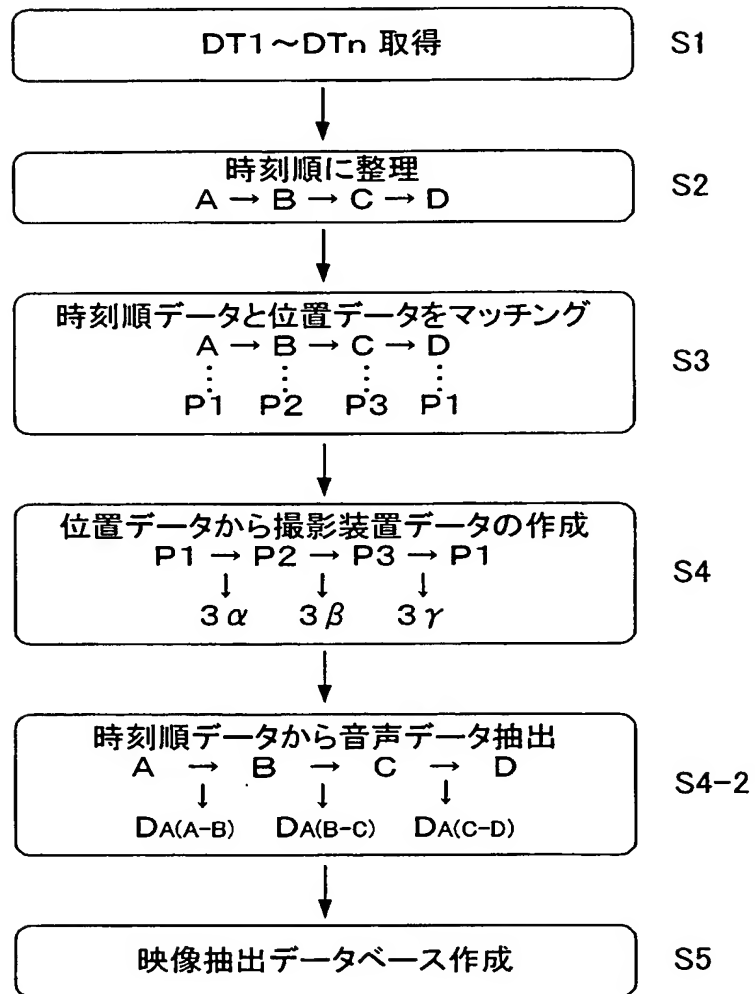 DT1～DTn 取得 S1
時刻順に整理
A → B → C → D
S2
時刻順データと位置データをマッチング
A → B → C → D
P1 P2 P3 P1
S3
位置データから撮影装置データの作成
P1 → P2 → P3 → P1
3α 3β 3γ
S4
時刻順データから音声データ抽出
A → B → C → D
DA(A-B) DA(B-C) DA(C-D)
S4-2
映像抽出データベース作成 S5